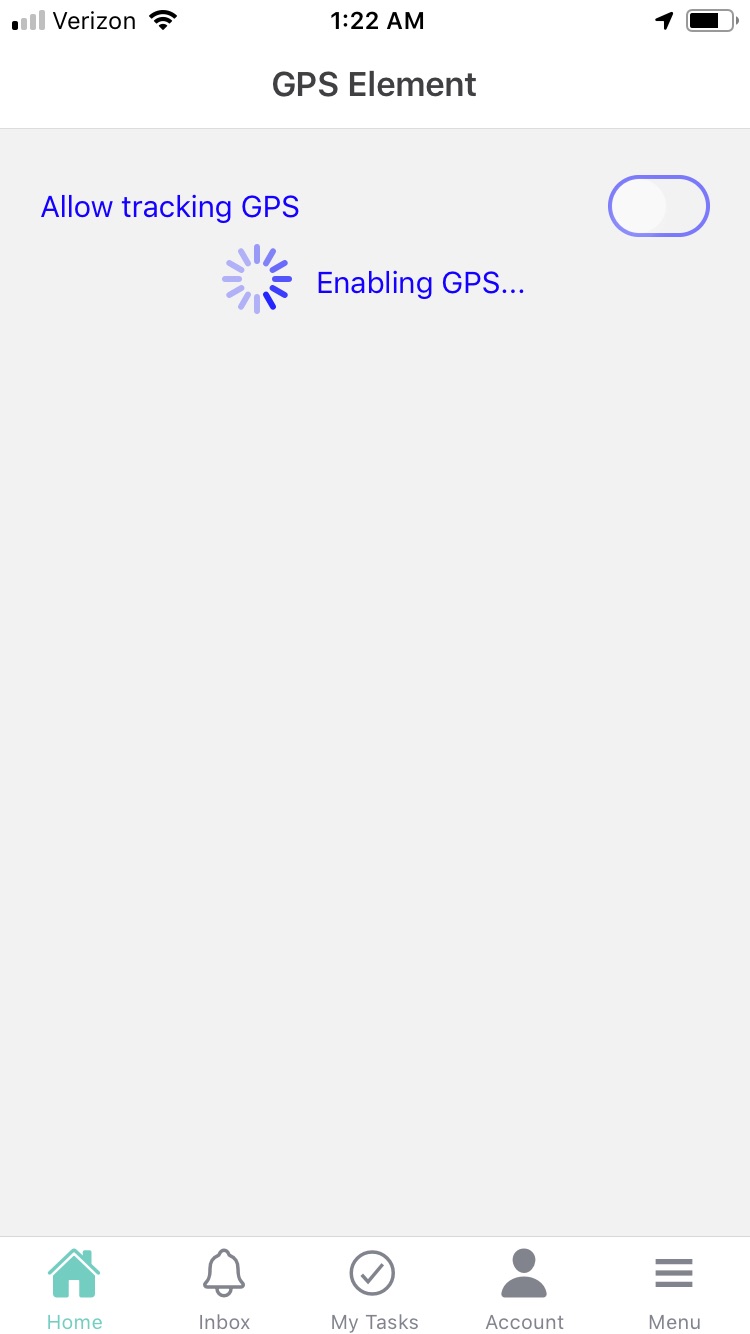 Verizon 1:22 AM
GPS Element
Allow tracking GPS
Enabling GPS...
Home Inbox My Tasks Account Menu